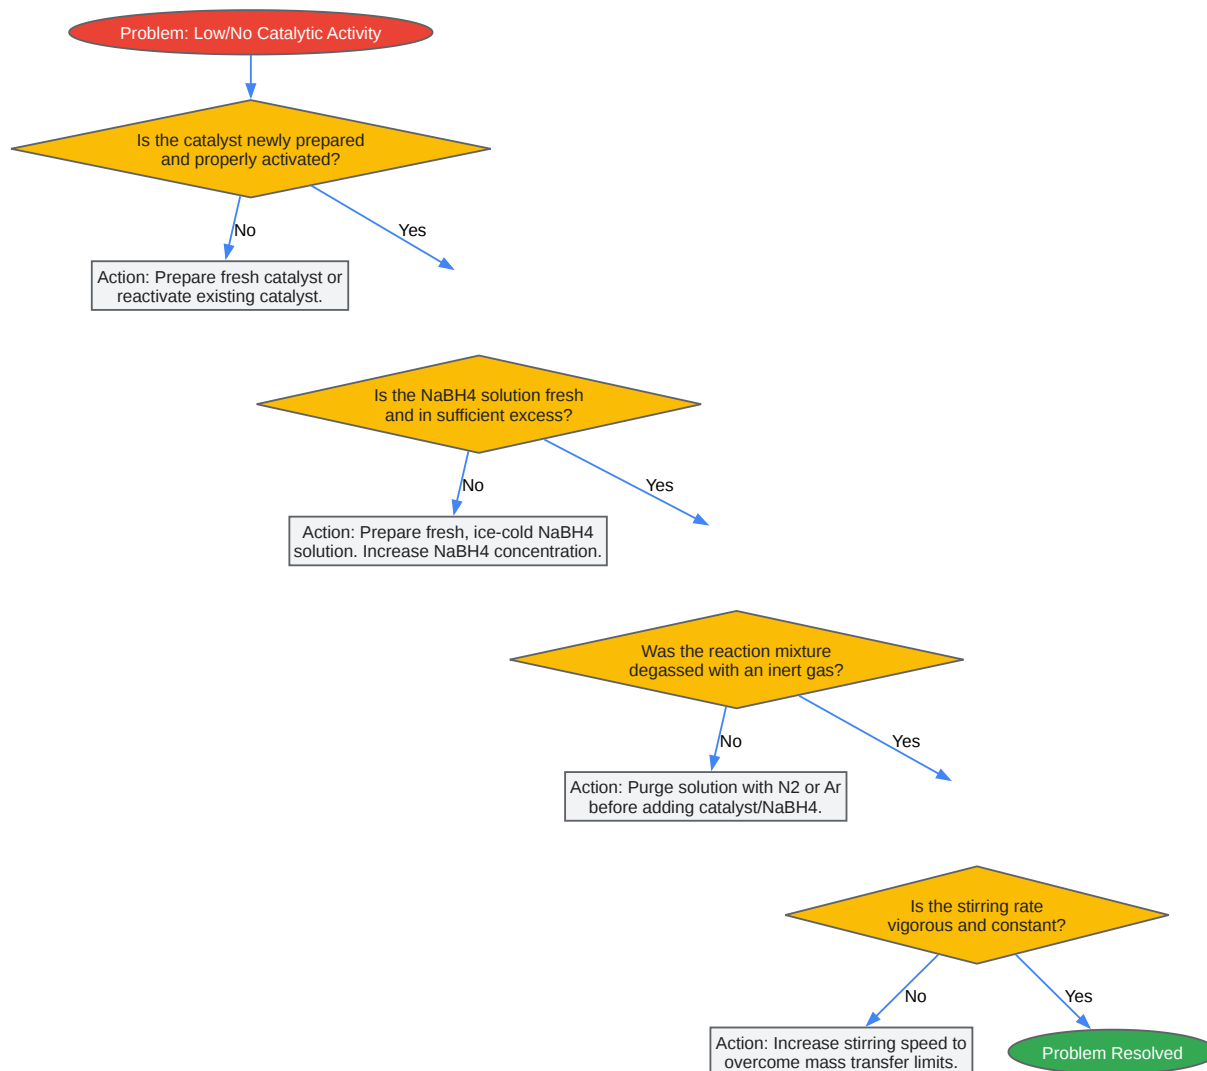 Problem: Low/No Catalytic Activity
Is the catalyst newly prepared
and properly activated?
No
Yes
Action: Prepare fresh catalyst or
reactivate existing catalyst.
Is the NaBH4 solution fresh
and in sufficient excess?
No
Yes
Action: Prepare fresh, ice-cold NaBH4
solution. Increase NaBH4 concentration.
Was the reaction mixture
degassed with an inert gas?
No
Yes
Action: Purge solution with N2 or Ar
before adding catalyst/NaBH4.
Is the stirring rate
vigorous and constant?
No
Yes
Action: Increase stirring speed to
overcome mass transfer limits.
Problem Resolved